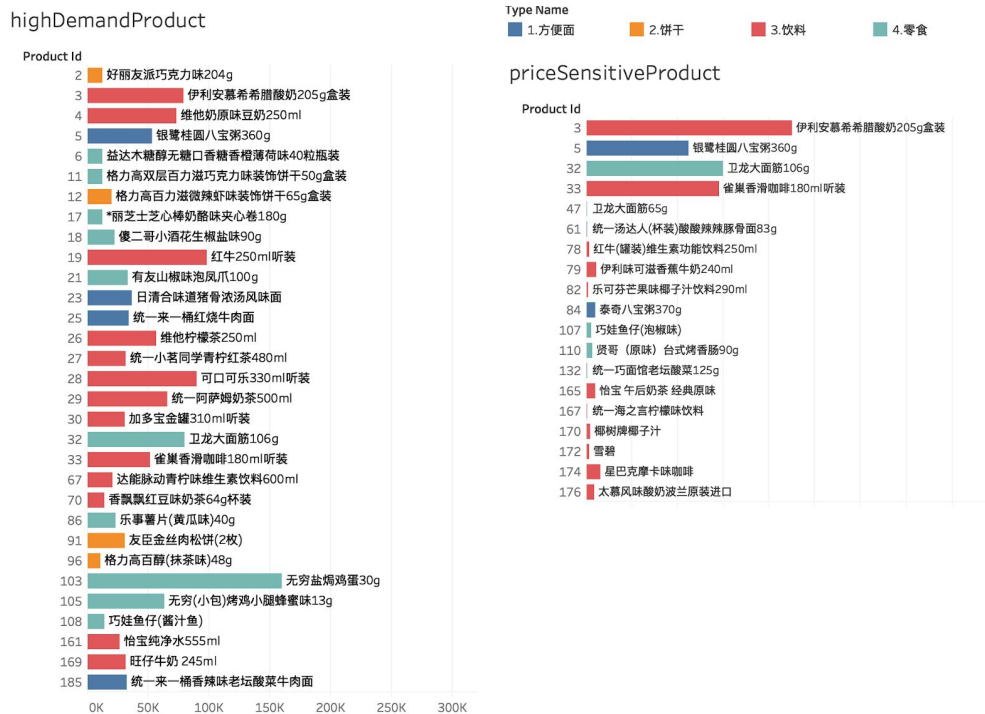 highDemandProduct
Product Id
2 好丽友派巧克力味204g
3 伊利安慕希希腊酸奶205g盒装
4 维他奶原味豆奶250ml
5 银鹭桂圆八宝粥360g
6 益达木糖醇无糖口香糖香橙薄荷味40粒瓶装
11 格力高双层百力滋巧克力味装饰饼干50g盒装
12 格力高百力滋微辣虾味装饰饼干65g盒装
17 *丽芝士芝心棒奶酪味夹心卷180g
18 傻二哥小酒花生椒盐味90g
19 红牛250ml听装
21 有友山椒味泡凤爪100g
23 日清合味道猪骨浓汤风味面
25 统一来一桶红烧牛肉面
26 维他柠檬茶250ml
27 统一小茗同学青柠红茶480ml
28 可口可乐330ml听装
29 统一阿萨姆奶茶500ml
30 加多宝金罐310ml听装
32 卫龙大面筋106g
33 雀巢香滑咖啡180ml听装
67 达能脉动青柠味维生素饮料600ml
70 香飘飘红豆味奶茶64g杯装
86 乐事薯片(黄瓜味)40g
91 友臣金丝肉松饼(2枚)
96 格力高百醇(抹茶味)48g
103 无穷盐焗鸡蛋30g
105 无穷(小包)烤鸡小腿蜂蜜味13g
108 巧娃鱼仔(酱汁鱼)
161 怡宝纯净水555ml
169 旺仔牛奶 245ml
185 统一来一桶香辣味老坛酸菜牛肉面
0K 50K 100K 150K 200K 250K 300K
Type Name
1.方便面 2.饼干 3.饮料 4.零食
priceSensitiveProduct
Product Id
3 伊利安慕希希腊酸奶205g盒装
5 银鹭桂圆八宝粥360g
32 卫龙大面筋106g
33 雀巢香滑咖啡180ml听装
47 卫龙大面筋65g
61 统一汤达人(杯装)酸酸辣辣豚骨面83g
78 红牛(罐装)维生素功能饮料250ml
79 伊利味可滋香蕉牛奶240ml
82 乐可芬芒果味椰子汁饮料290ml
84 泰奇八宝粥370g
107 巧娃鱼仔(泡椒味)
110 贤哥（原味）台式烤香肠90g
132 统一巧面馆老坛酸菜125g
165 怡宝 午后奶茶 经典原味
167 统一海之言柠檬味饮料
170 椰树牌椰子汁
172 雪碧
174 星巴克摩卡味咖啡
176 太慕风味酸奶波兰原装进口